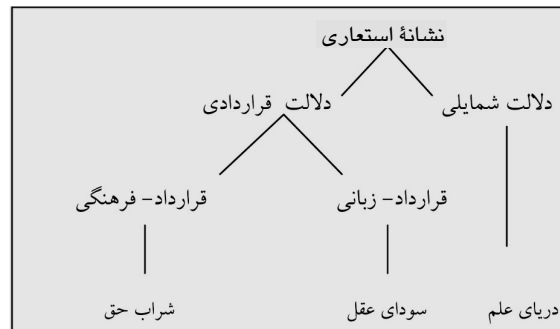 نشانهٔ استعاری
دلالت شمایلی
دلالت قراردادی
قرارداد- زبانی
قرارداد- فرهنگی
دریای علم
سودای عقل
شراب حق